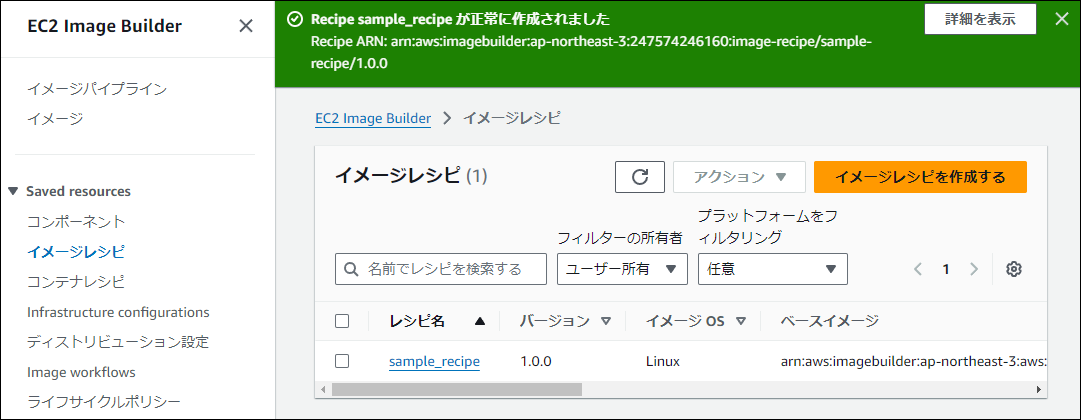 EC2 Image Builder
イメージパイプライン
イメージ
Saved resources
コンポーネント
イメージレシピ
コンテナレシピ
Infrastructure configurations
ディストリビューション設定
Image workflows
ライフサイクルポリシー
Recipe sample_recipe が正常に作成されました
Recipe ARN: arn:aws:imagebuilder:ap-northeast-3:247574246160:image-recipe/sample-
recipe/1.0.0
詳細を表示
EC2 Image Builder イメージレシピ
イメージレシピ (1)
アクション
イメージレシピを作成する
名前でレシピを検索する
フィルターの所有者
ユーザー所有
プラットフォームをフ
ィルタリング
任意
1
レシピ名 バージョン イメージ OS ベースイメージ
sample_recipe 1.0.0 Linux arn:aws:imagebuilder:ap-northeast-3:aws: